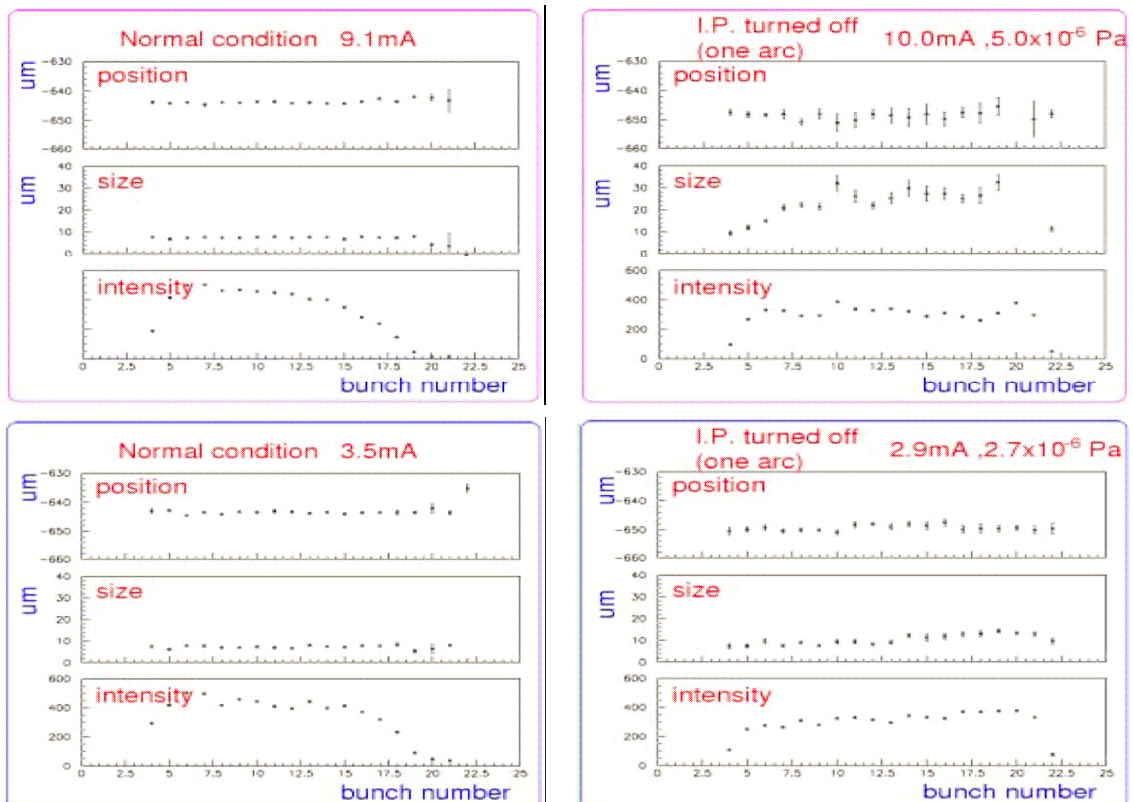 Normal condition 9.1mA
um
position
-630
-640
-650
-660
um
size
40
30
20
10
0
intensity
0 2.5 5 7.5 10 12.5 15 17.5 20 22.5 25
bunch number
I.P. turned off
(one arc)
10.0mA ,5.0x10⁻⁶ Pa
um
position
-630
-640
-650
-660
um
size
40
30
20
10
0
intensity
600
400
200
0
0 2.5 5 7.5 10 12.5 15 17.5 20 22.5 25
bunch number
Normal condition 3.5mA
um
position
-630
-640
-650
-660
um
size
40
30
20
10
0
intensity
600
400
200
0
0 2.5 5 7.5 10 12.5 15 17.5 20 22.5 25
bunch number
I.P. turned off
(one arc)
2.9mA ,2.7x10⁻⁶ Pa
um
position
-630
-640
-650
-660
um
size
40
30
20
10
0
intensity
600
400
200
0
0 2.5 5 7.5 10 12.5 15 17.5 20 22.5 25
bunch number